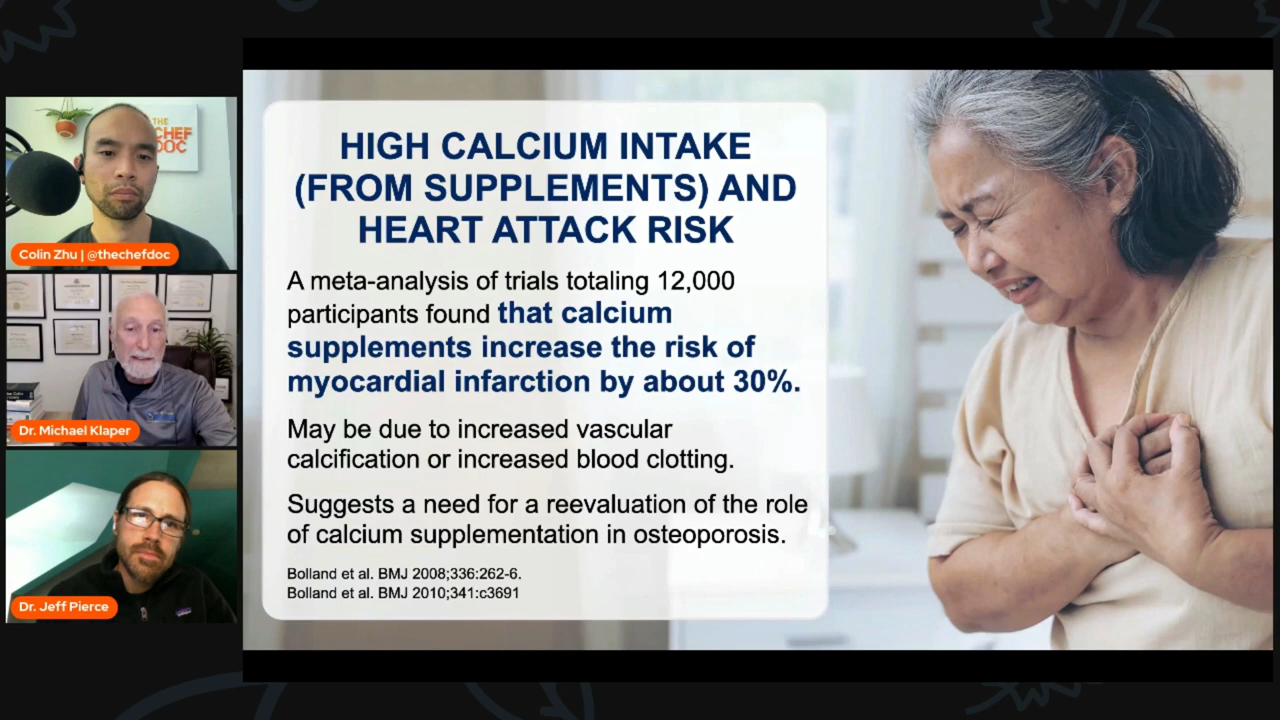 THE
CHEF
DOC
Colin Zhu | @thechefdoc
Dr. Michael Klaper
Dr. Jeff Pierce
HIGH CALCIUM INTAKE
(FROM SUPPLEMENTS) AND
HEART ATTACK RISK
A meta-analysis of trials totaling 12,000
participants found that calcium
supplements increase the risk of
myocardial infarction by about 30%.
May be due to increased vascular
calcification or increased blood clotting.
Suggests a need for a reevaluation of the role
of calcium supplementation in osteoporosis.
Bolland et al. BMJ 2008;336:262-6.
Bolland et al. BMJ 2010;341:c3691